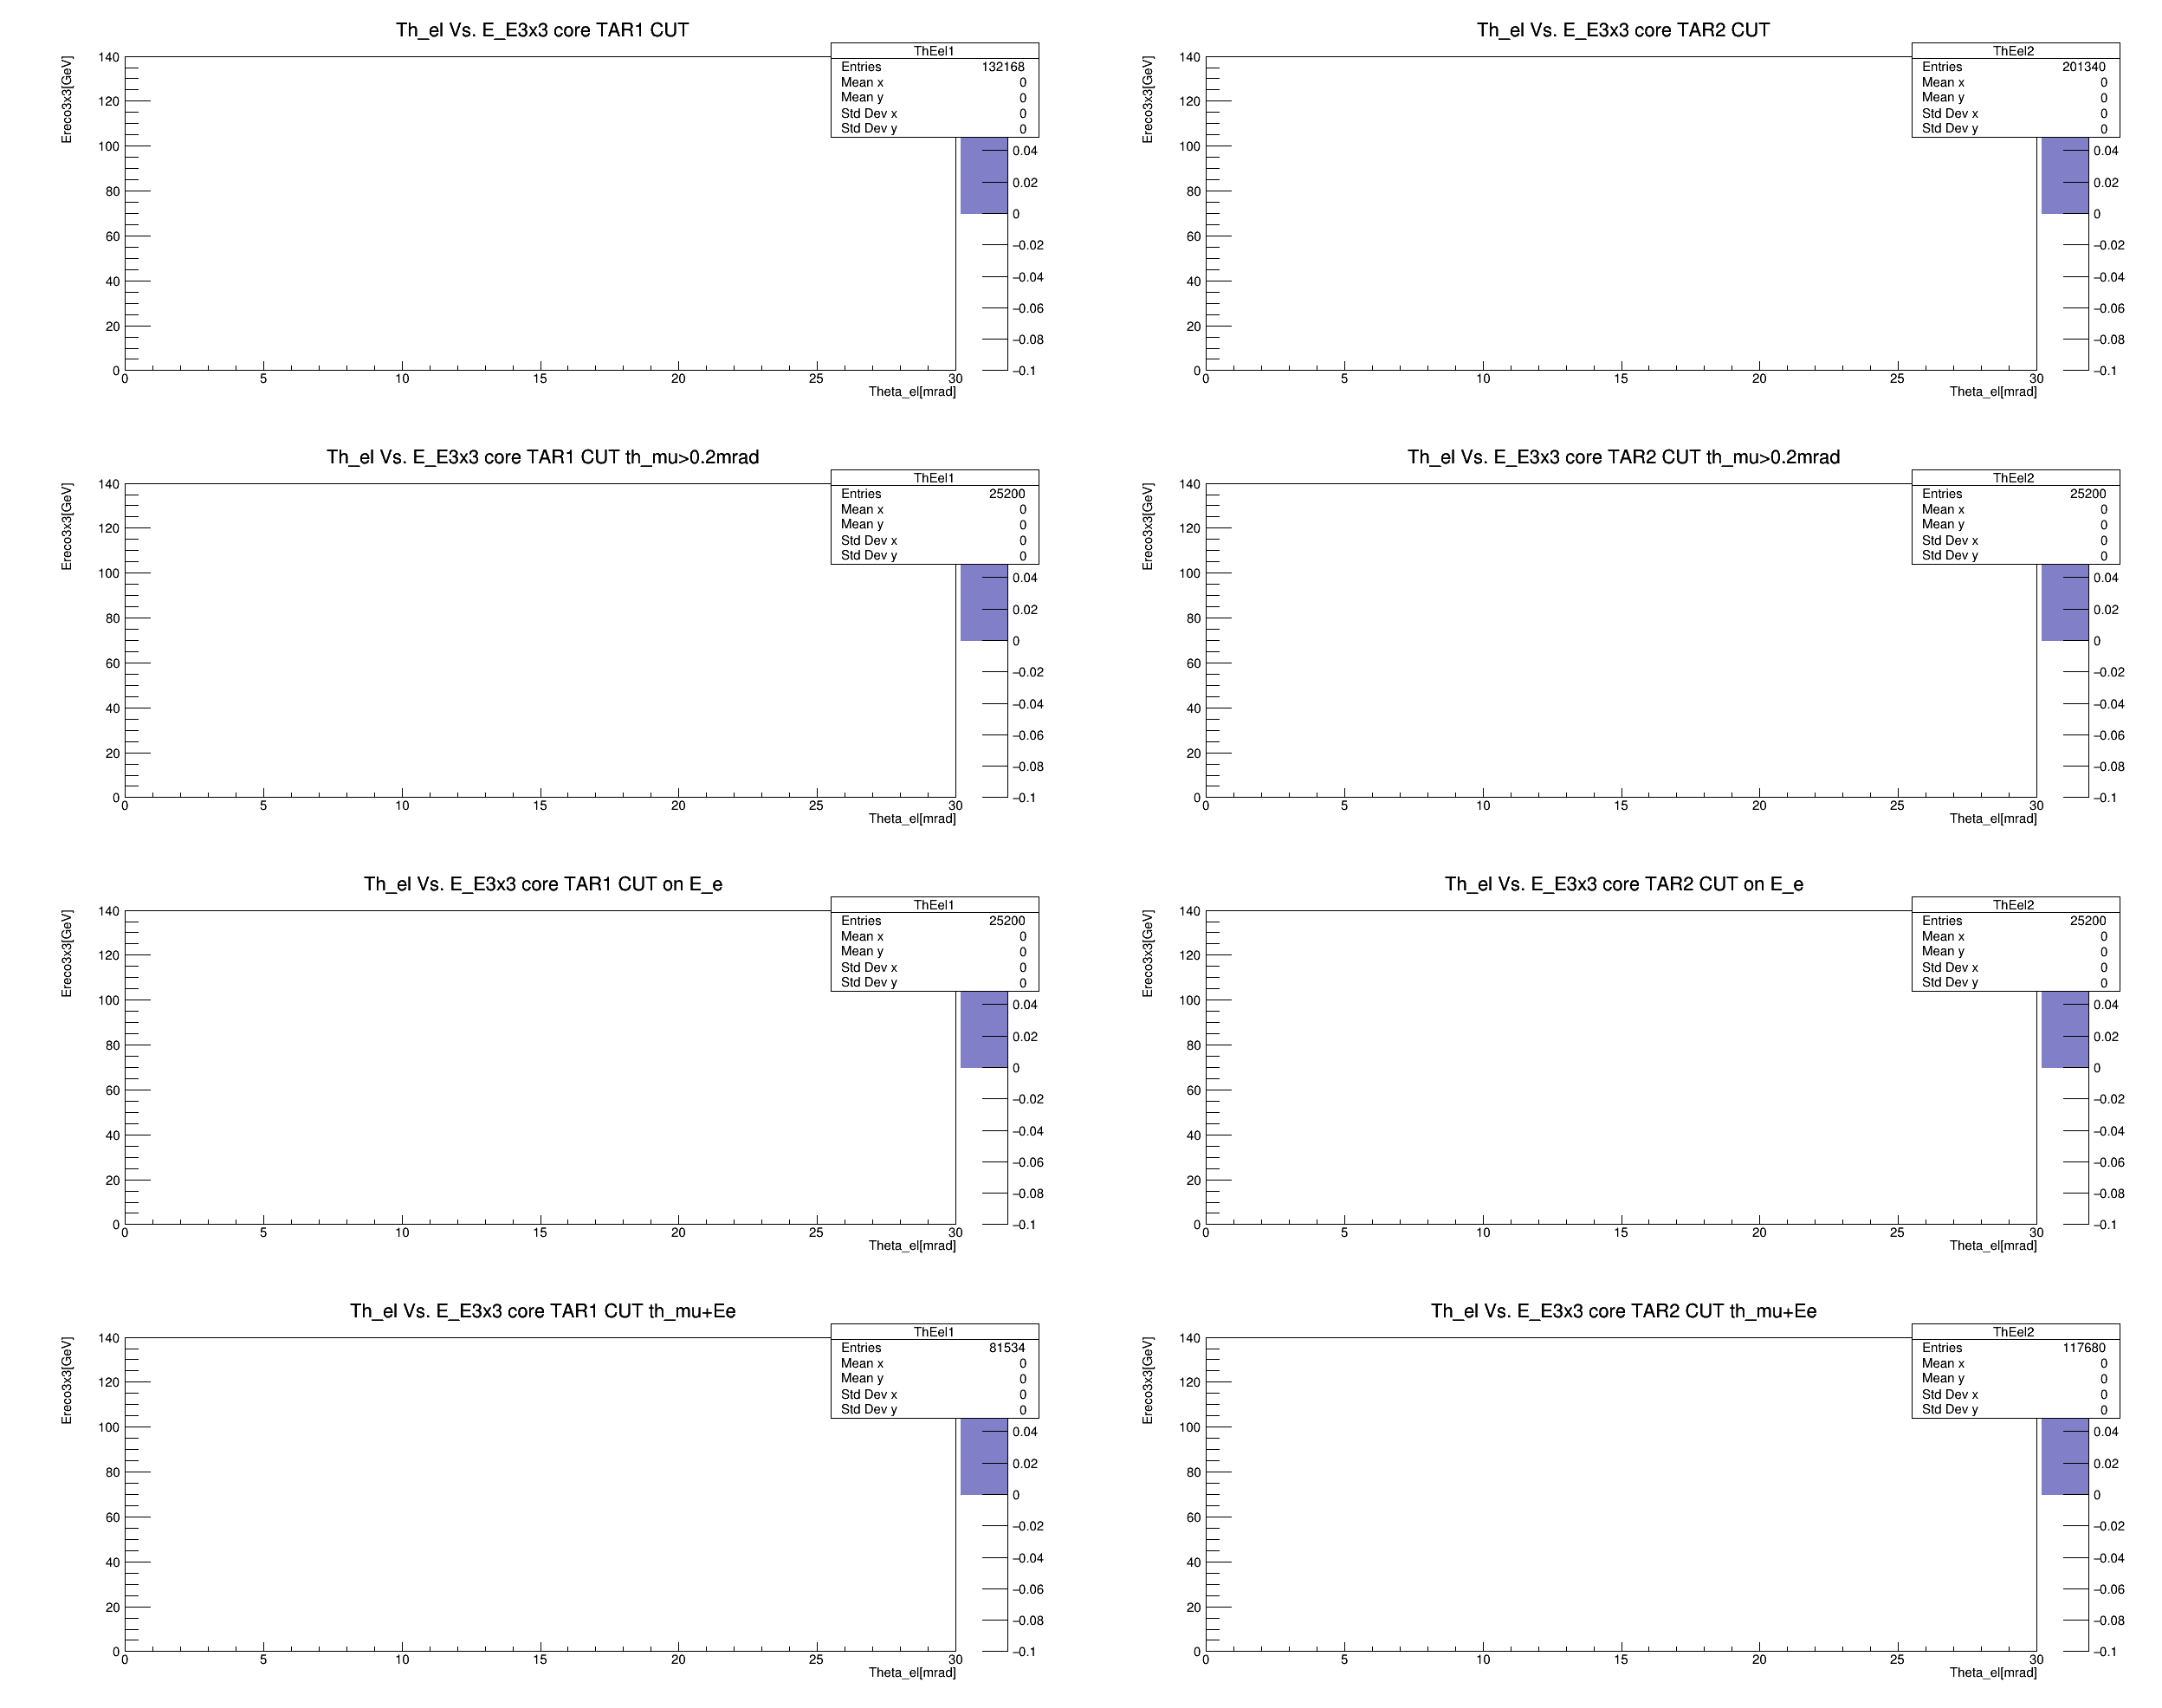 Th_el Vs. E_E3x3 core TAR1 CUT
ThEel1
Entries 132168
Mean x 0
Mean y 0
Std Dev x 0
Std Dev y 0
Ereco3x3[GeV]
140
120
100
80
60
40
20
0
0 5 10 15 20 25 30
Theta_el[mrad]
0.04
0.02
0
−0.02
−0.04
−0.06
−0.08
−0.1
Th_el Vs. E_E3x3 core TAR2 CUT
ThEel2
Entries 201340
Mean x 0
Mean y 0
Std Dev x 0
Std Dev y 0
Ereco3x3[GeV]
140
120
100
80
60
40
20
0
0 5 10 15 20 25 30
Theta_el[mrad]
0.04
0.02
0
−0.02
−0.04
−0.06
−0.08
−0.1
Th_el Vs. E_E3x3 core TAR1 CUT th_mu>0.2mrad
ThEel1
Entries 25200
Mean x 0
Mean y 0
Std Dev x 0
Std Dev y 0
Ereco3x3[GeV]
140
120
100
80
60
40
20
0
0 5 10 15 20 25 30
Theta_el[mrad]
0.04
0.02
0
−0.02
−0.04
−0.06
−0.08
−0.1
Th_el Vs. E_E3x3 core TAR2 CUT th_mu>0.2mrad
ThEel2
Entries 25200
Mean x 0
Mean y 0
Std Dev x 0
Std Dev y 0
Ereco3x3[GeV]
140
120
100
80
60
40
20
0
0 5 10 15 20 25 30
Theta_el[mrad]
0.04
0.02
0
−0.02
−0.04
−0.06
−0.08
−0.1
Th_el Vs. E_E3x3 core TAR1 CUT on E_e
ThEel1
Entries 25200
Mean x 0
Mean y 0
Std Dev x 0
Std Dev y 0
Ereco3x3[GeV]
140
120
100
80
60
40
20
0
0 5 10 15 20 25 30
Theta_el[mrad]
0.04
0.02
0
−0.02
−0.04
−0.06
−0.08
−0.1
Th_el Vs. E_E3x3 core TAR2 CUT on E_e
ThEel2
Entries 25200
Mean x 0
Mean y 0
Std Dev x 0
Std Dev y 0
Ereco3x3[GeV]
140
120
100
80
60
40
20
0
0 5 10 15 20 25 30
Theta_el[mrad]
0.04
0.02
0
−0.02
−0.04
−0.06
−0.08
−0.1
Th_el Vs. E_E3x3 core TAR1 CUT th_mu+Ee
ThEel1
Entries 81534
Mean x 0
Mean y 0
Std Dev x 0
Std Dev y 0
Ereco3x3[GeV]
140
120
100
80
60
40
20
0
0 5 10 15 20 25 30
Theta_el[mrad]
0.04
0.02
0
−0.02
−0.04
−0.06
−0.08
−0.1
Th_el Vs. E_E3x3 core TAR2 CUT th_mu+Ee
ThEel2
Entries 117680
Mean x 0
Mean y 0
Std Dev x 0
Std Dev y 0
Ereco3x3[GeV]
140
120
100
80
60
40
20
0
0 5 10 15 20 25 30
Theta_el[mrad]
0.04
0.02
0
−0.02
−0.04
−0.06
−0.08
−0.1